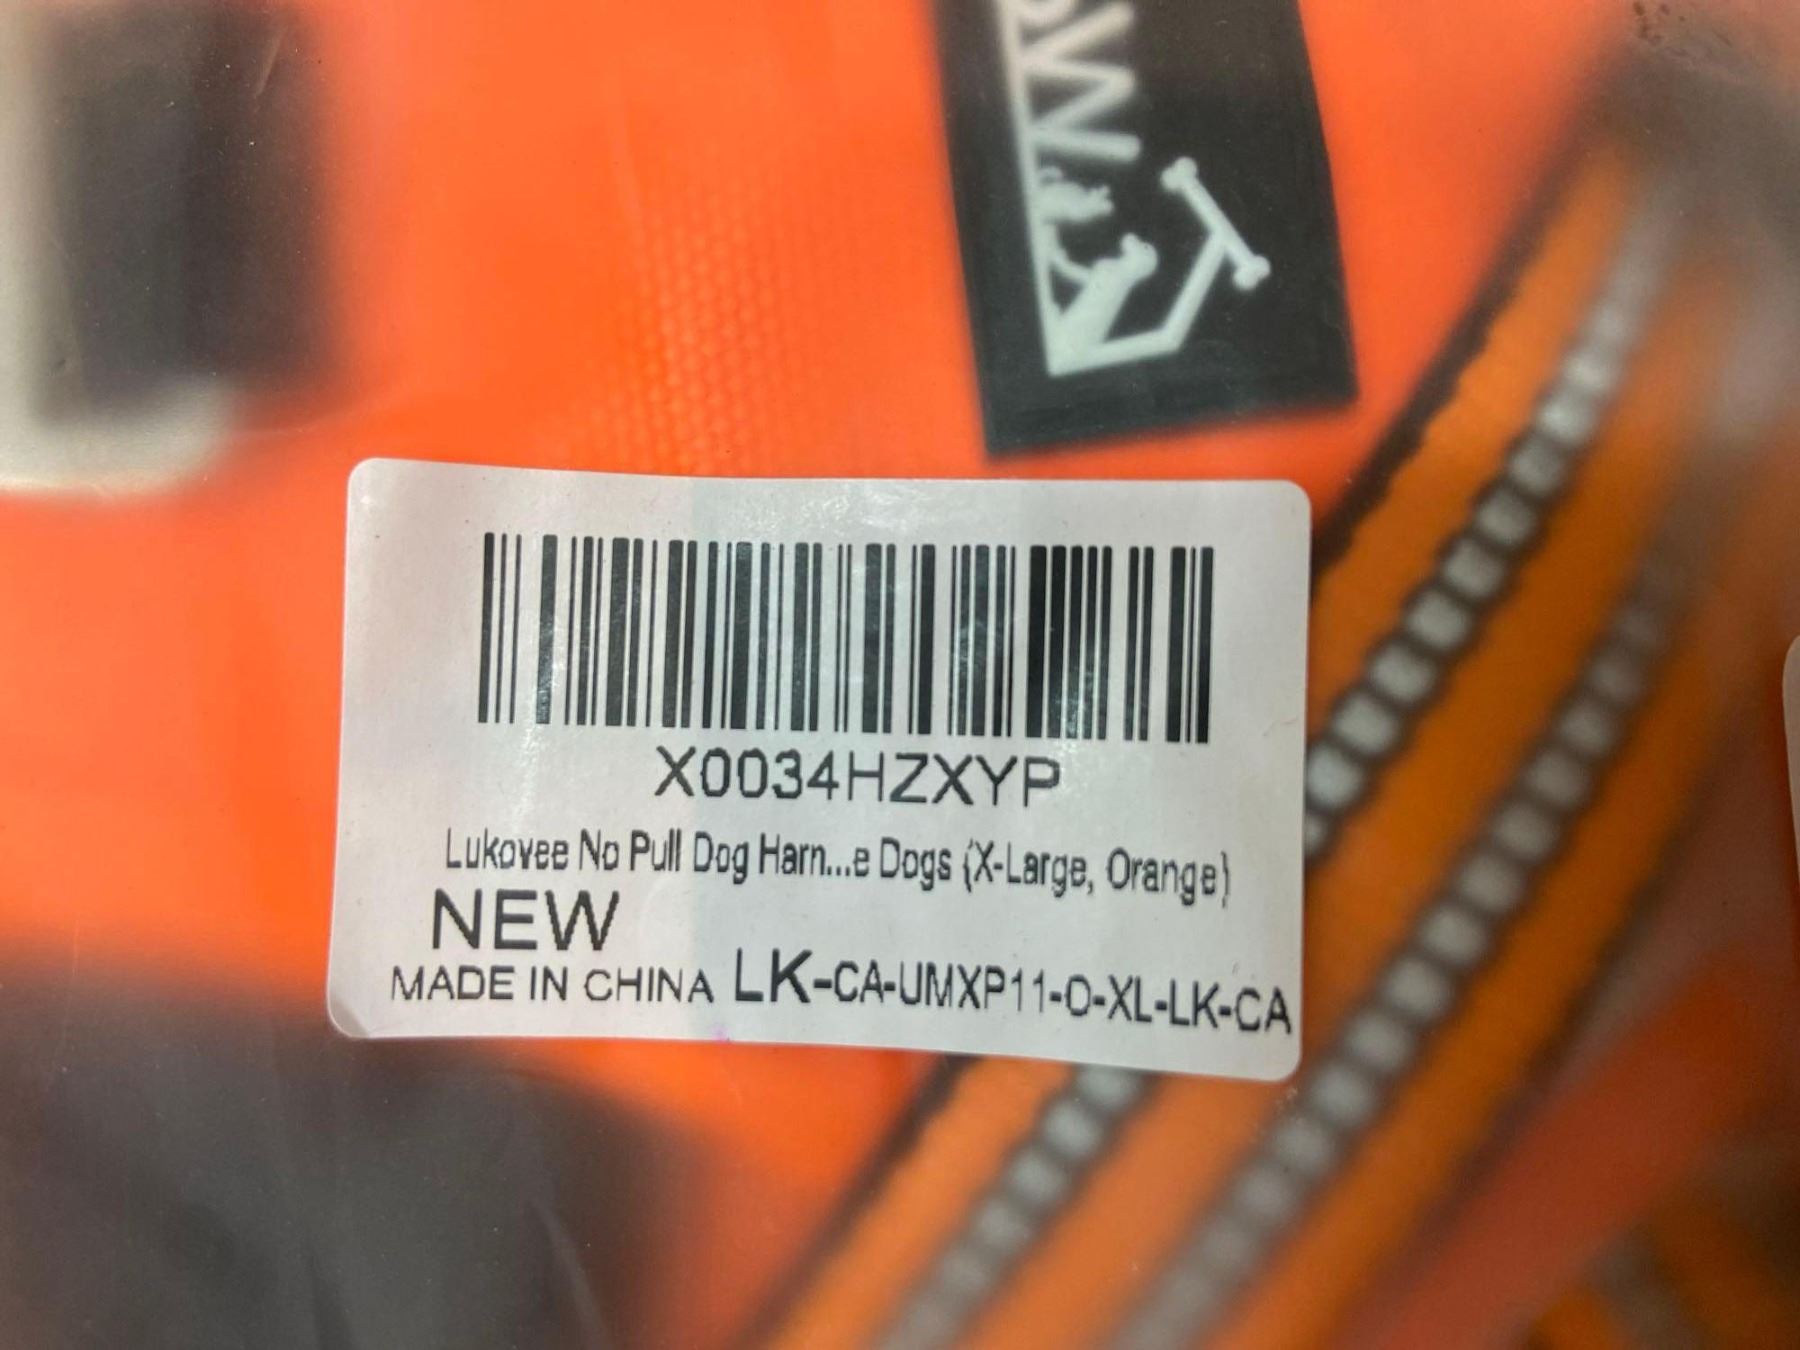 X0034HZXYP
Lukovee No Pull Dog Harn...e Dogs (X-Large, Orange)
NEW
MADE IN CHINA LK-CA-UMXP11-O-XL-LK-CA